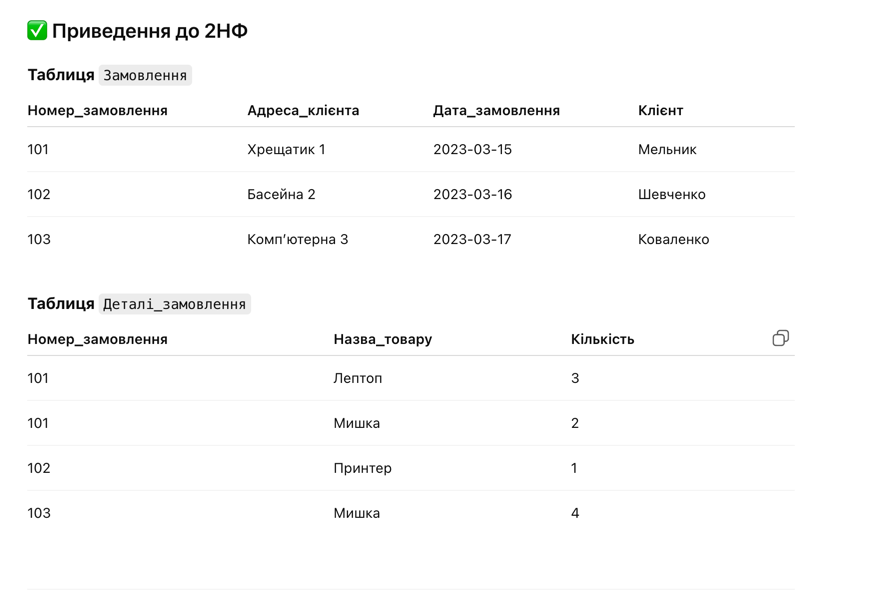 ✅ Приведення до 2НФ
Таблиця Замовлення
Номер_замовлення Адреса_клієнта Дата_замовлення Клієнт
101 Хрещатик 1 2023-03-15 Мельник
102 Басейна 2 2023-03-16 Шевченко
103 Комп’ютерна 3 2023-03-17 Коваленко
Таблиця Деталі_замовлення
Номер_замовлення Назва_товару Кількість
101 Лептоп 3
101 Мишка 2
102 Принтер 1
103 Мишка 4